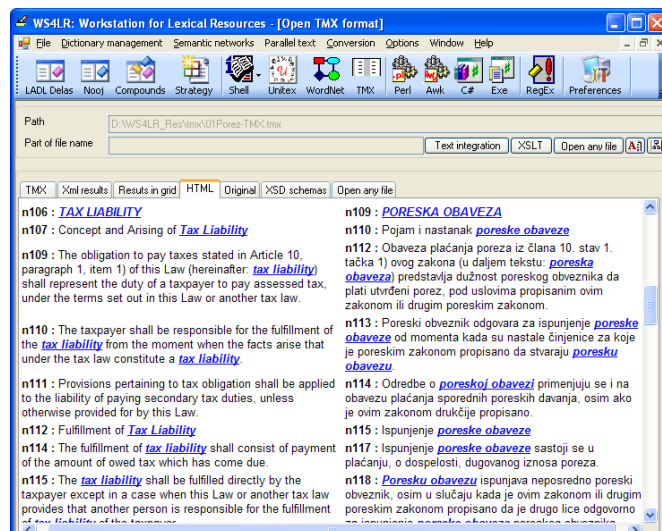 WS4LR: Workstation for Lexical Resources - [Open TMX format]
File Dictionary management Semantic networks Parallel text Conversion Options Window Help
LADL Delas Nooj Compounds Strategy Shell Unitex WordNet TMX Perl Awk C# Exe RegEx Preferences
Path D:\WS4LR_Res\tmx\01Porez-TMX.tmx
Part of file name Text integration XSLT Open any file
TMX Xml results Resuts in grid HTML Original XSD schemas Open any file
n106 : TAX LIABILITY
n107 : Concept and Arising of Tax Liability
n109 : The obligation to pay taxes stated in Article 10,
paragraph 1, item 1) of this Law (hereinafter: tax liability)
shall represent the duty of a taxpayer to pay assessed tax,
under the terms set out in this Law or another tax law.
n110 : The taxpayer shall be responsible for the fulfillment of
the tax liability from the moment when the facts arise that
under the tax law constitute a tax liability.
n111 : Provisions pertaining to tax obligation shall be applied
to the liability of paying secondary tax duties, unless
otherwise provided for by this Law.
n112 : Fulfillment of Tax Liability
n114 : The fulfillment of tax liability shall consist of payment
of the amount of owed tax which has come due.
n115 : The tax liability shall be fulfilled directly by the
taxpayer except in a case when this Law or another tax law
provides that another person is responsible for the fulfillment
of tax liability of the taxpayer
n109 : PORESKA OBAVEZA
n110 : Pojam i nastanak poreske obaveze
n112 : Obaveza plaćanja poreza iz člana 10. stav 1.
tačka 1) ovog zakona (u daljem tekstu: poreska
obaveza) predstavlja dužnost poreskog obveznika da
plati utvrđeni porez, pod uslovima propisanim ovim
zakonom ili drugim poreskim zakonom.
n113 : Poreski obveznik odgovara za ispunjenje poreske
obaveze od momenta kada su nastale činjenice za koje
je poreskim zakonom propisano da stvaraju poresku
obavezu.
n114 : Odredbe o poreskoj obavezi primenjuju se i na
obavezu plaćanja sporednih poreskih davanja, osim ako
je ovim zakonom drukčije propisano.
n115 : Ispunjenje poreske obaveze
n117 : Ispunjenje poreske obaveze sastoji se u
plaćanju, o dospelosti, dugovanog iznosa poreza.
n118 : Poresku obavezu ispunjava neposredno poreski
obveznik, osim u slučaju kada je ovim zakonom ili drugim
poreskim zakonom propisano da je drugo lice odgovorno
za ispunjenje poreske obaveze poreskog obveznika